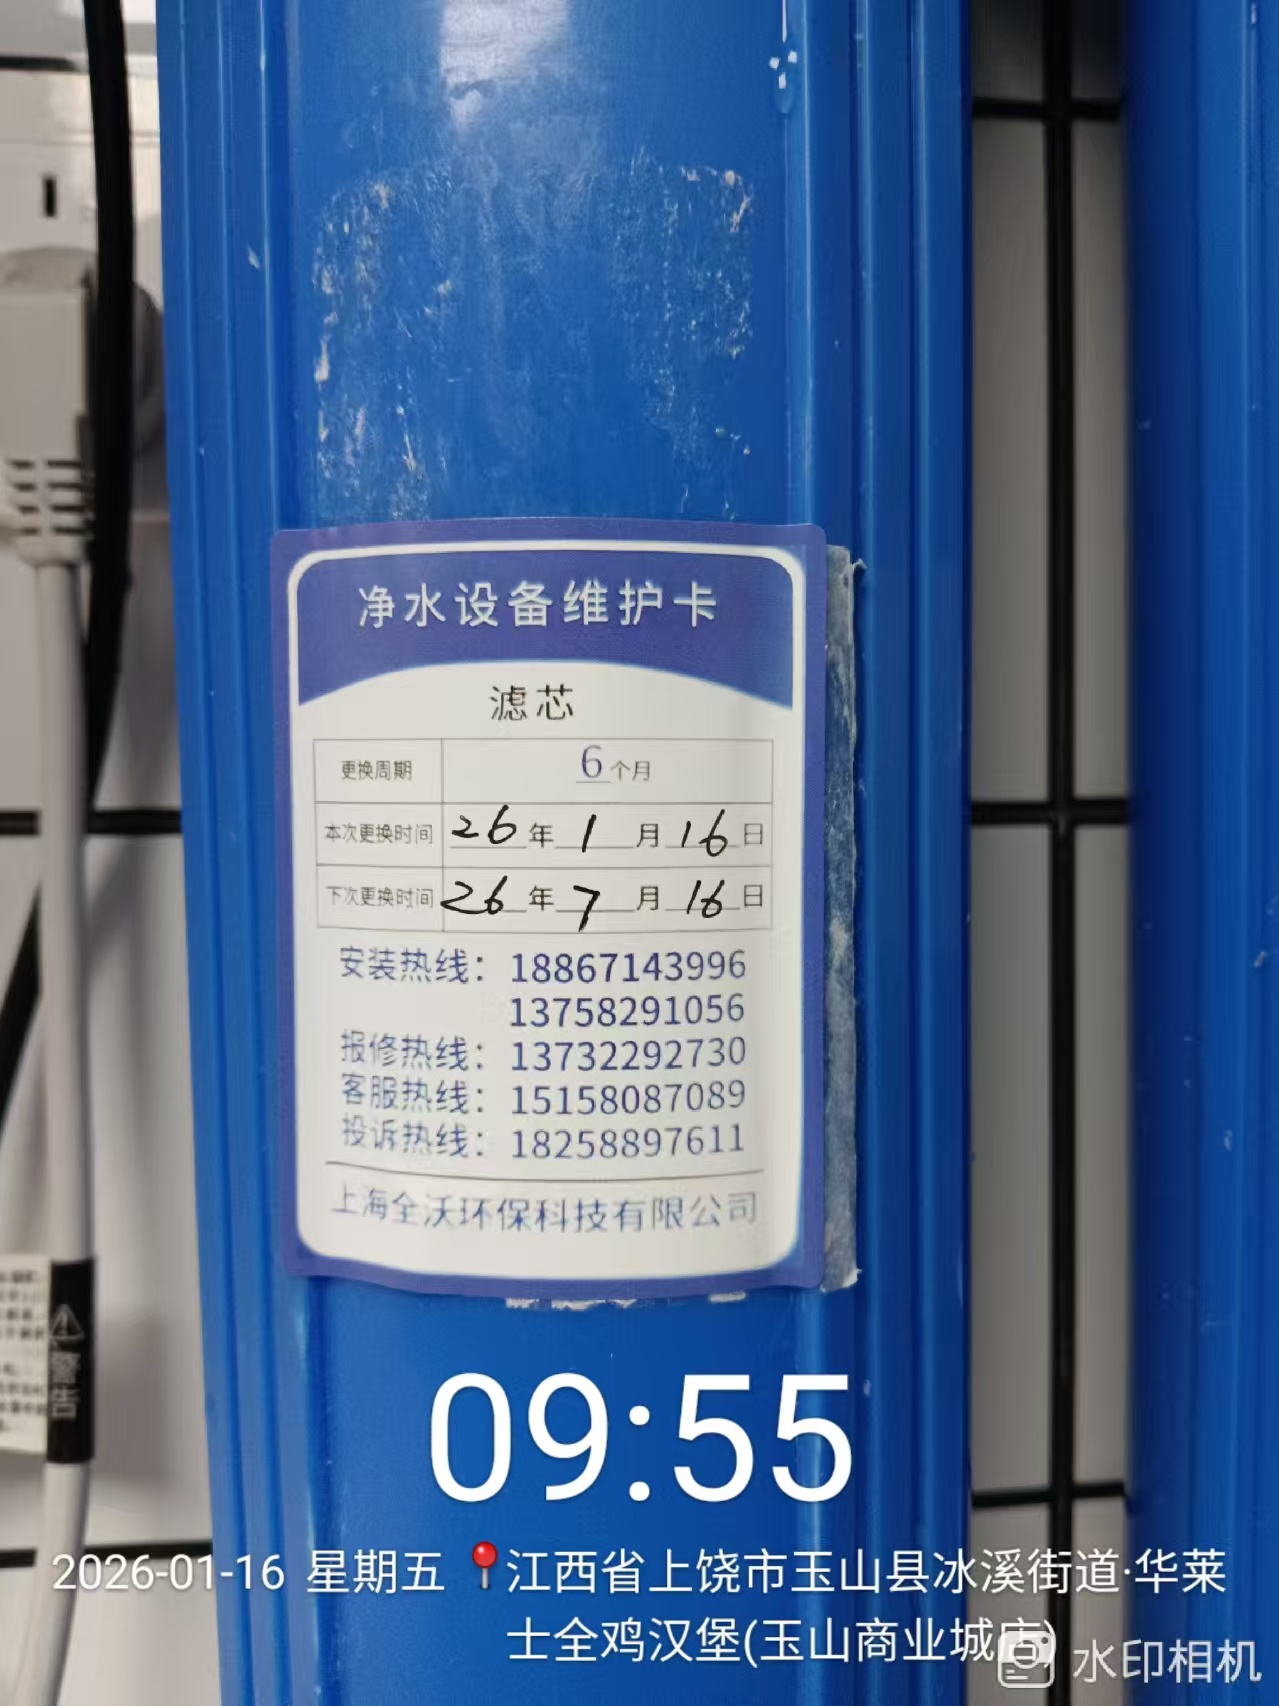 净水设备维护卡
滤芯
更换周期 6个月
本次更换时间 26年1月16日
下次更换时间 26年7月16日
安装热线：18867143996
13758291056
报修热线：13732292730
客服热线：15158087089
投诉热线：18258897611
上海全沃环保科技有限公司
警告
09:55
2026-01-16 星期五 江西省上饶市玉山县冰溪街道·华莱
士全鸡汉堡(玉山商业城店)
水印相机